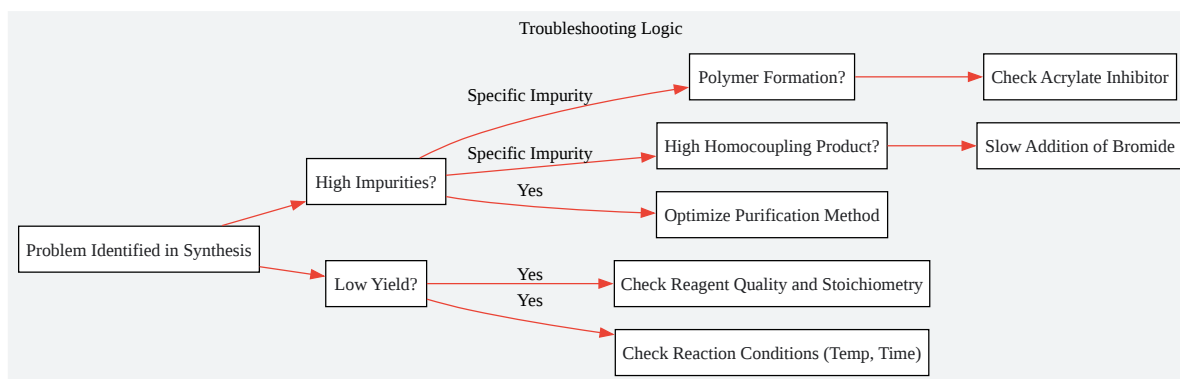 Troubleshooting Logic
Polymer Formation?
Check Acrylate Inhibitor
Specific Impurity
High Homocoupling Product?
Slow Addition of Bromide
Specific Impurity
High Impurities?
Yes
Optimize Purification Method
Problem Identified in Synthesis
Low Yield?
Yes
Check Reagent Quality and Stoichiometry
Yes
Check Reaction Conditions (Temp, Time)